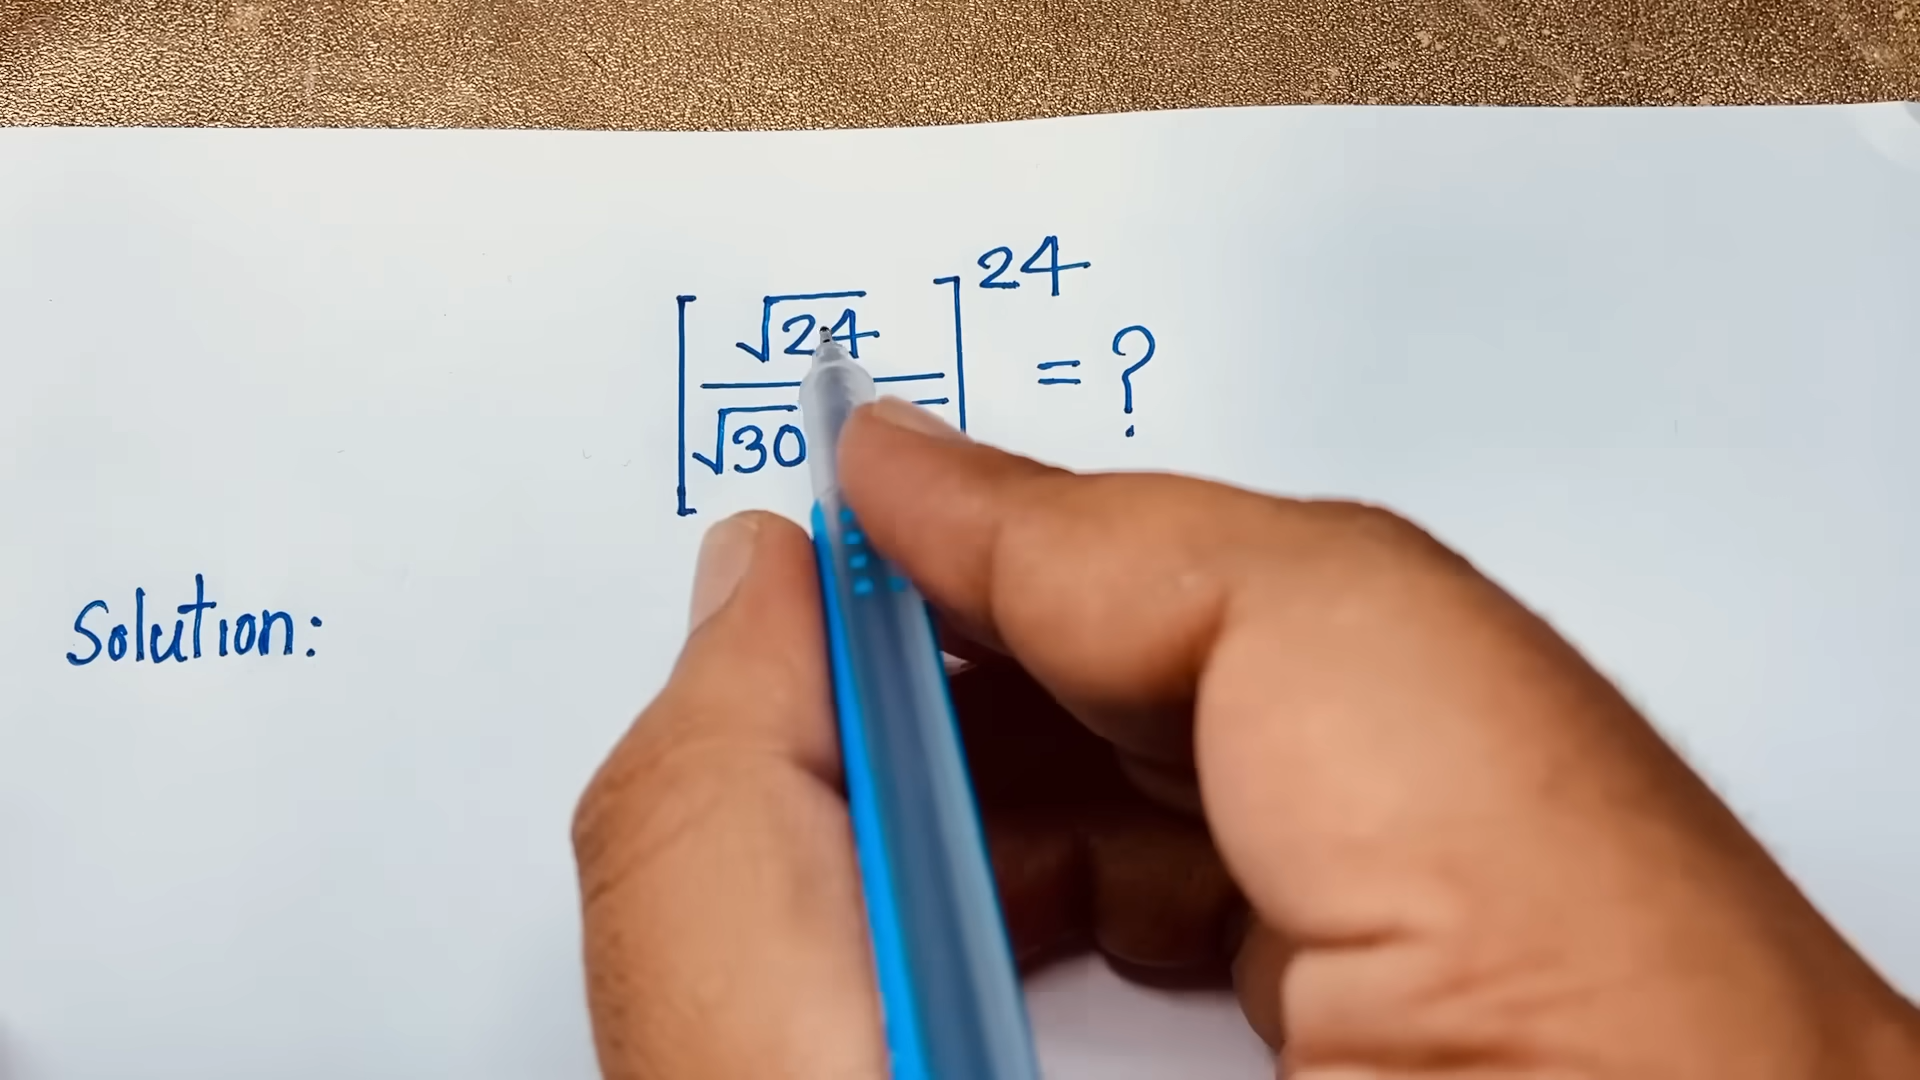 [√24 / √30]^24 = ?
Solution: